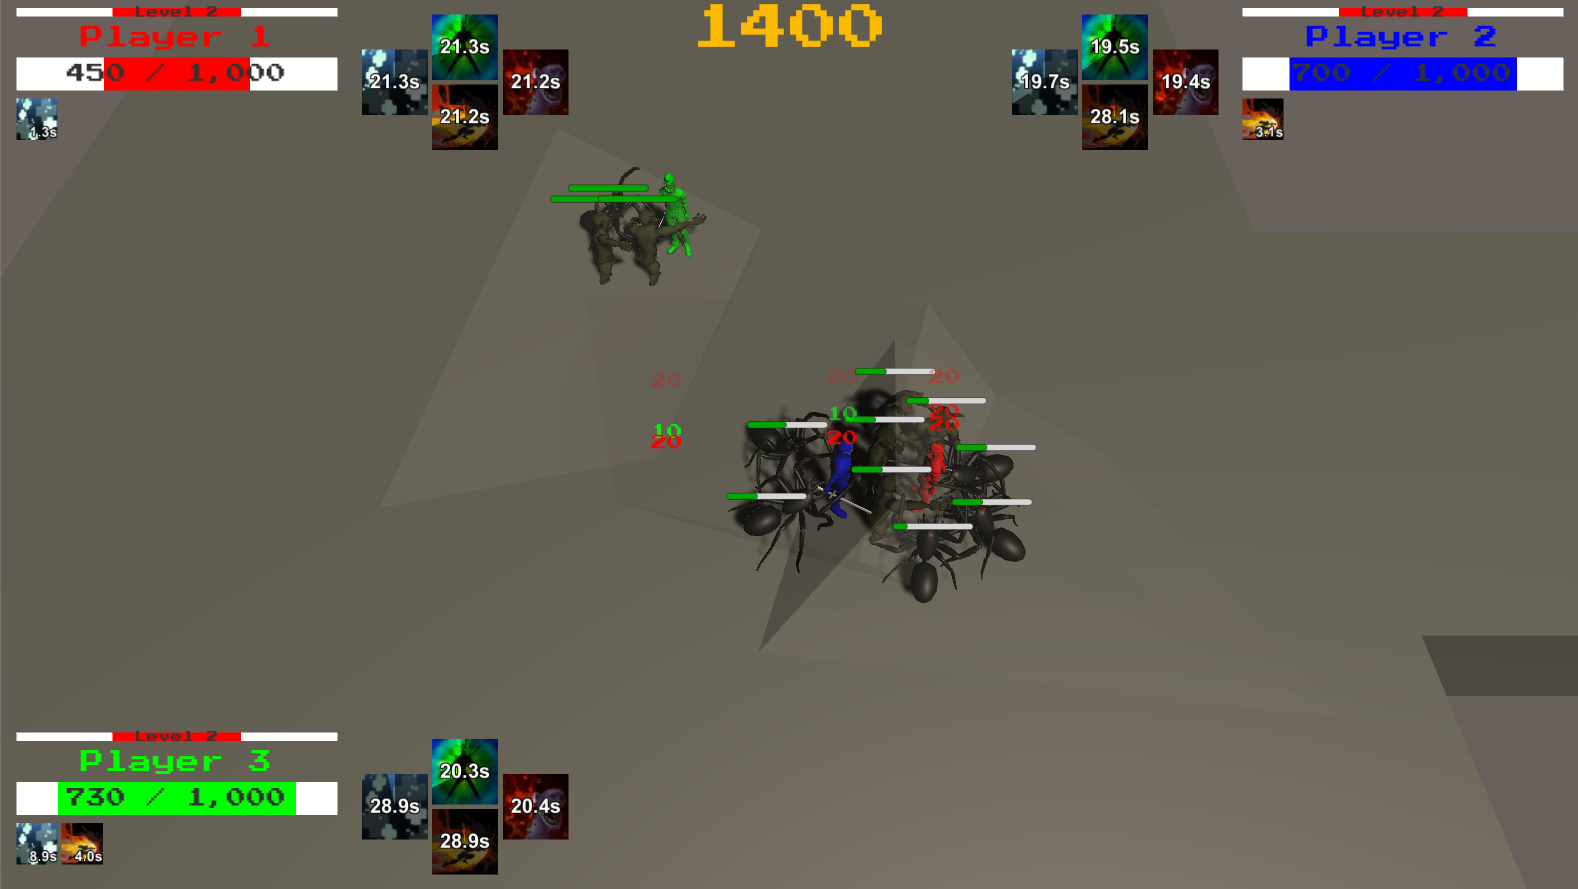 Level 2
Player 1
450 / 1,000
1.3s
21.3s
21.3s
21.2s
21.2s
1400
19.5s
19.7s
19.4s
28.1s
Level 2
Player 2
700 / 1,000
3.1s
20
20
20
10
20
20
10
20
20
Level 2
Player 3
730 / 1,000
8.9s
4.0s
20.3s
28.9s
20.4s
28.9s